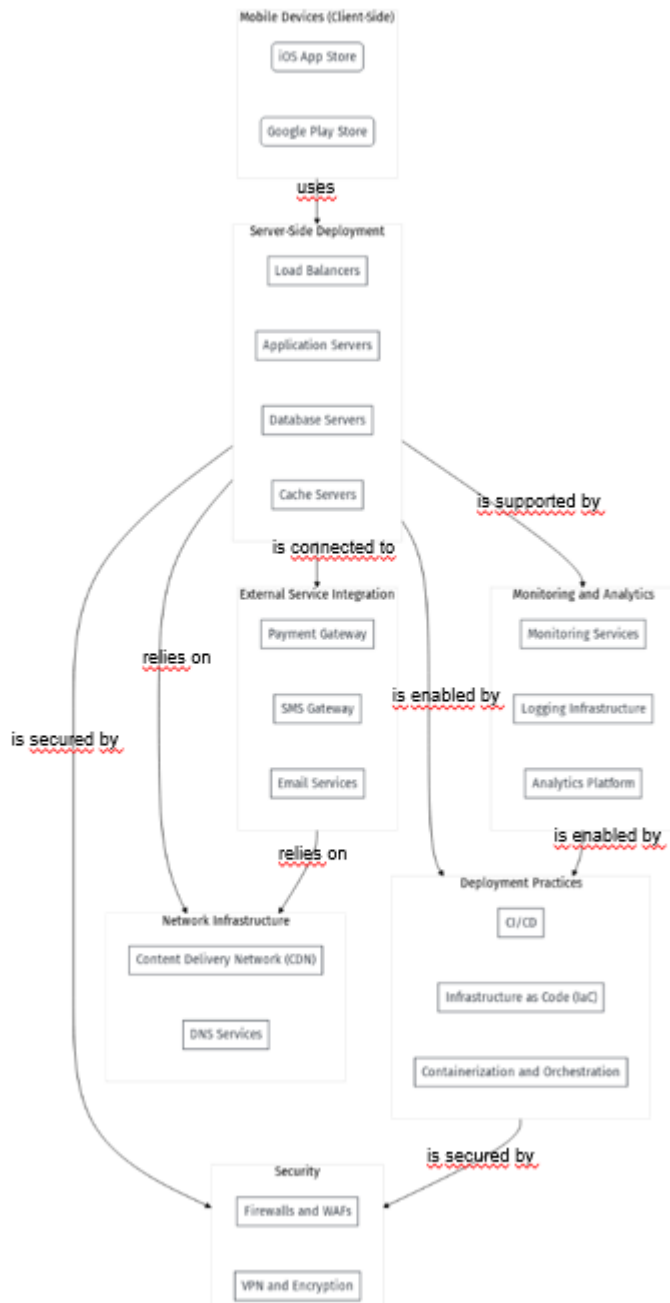 Mobile Devices (Client-Side)
iOS App Store
Google Play Store
uses
Server-Side Deployment
Load Balancers
Application Servers
Database Servers
Cache Servers
is supported by
is connected to
External Service Integration
Monitoring and Analytics
Payment Gateway
Monitoring Services
relies on
is enabled by
SMS Gateway
Logging Infrastructure
is secured by
Email Services
Analytics Platform
relies on
is enabled by
Deployment Practices
Network Infrastructure
CI/CD
Content Delivery Network (CDN)
Infrastructure as Code (IaC)
DNS Services
Containerization and Orchestration
is secured by
Security
Firewalls and WAFs
VPN and Encryption